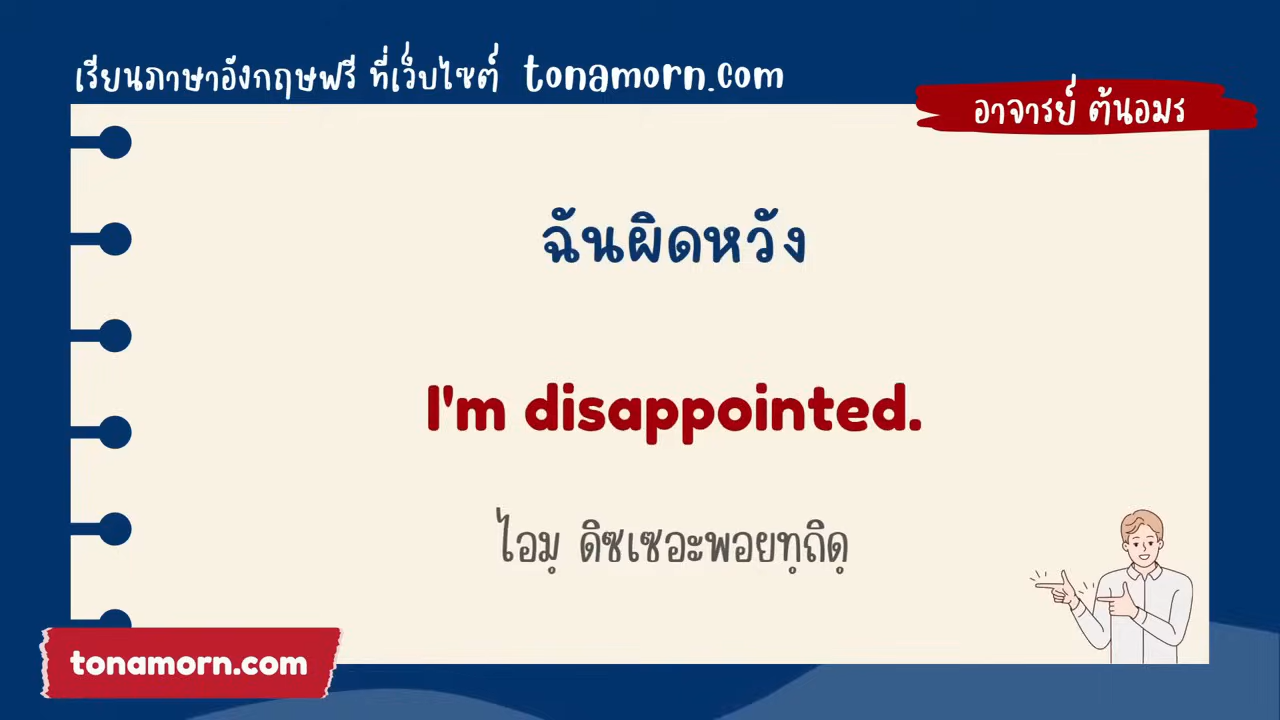 เรียนภาษาอังกฤษฟรี ที่เว็บไซต์ tonamorn.com
อาจารย์ ต้นอมร
ฉันผิดหวัง
I'm disappointed.
ไอมฺ ดิซเซอะพอยทฺถิดฺ
tonamorn.com